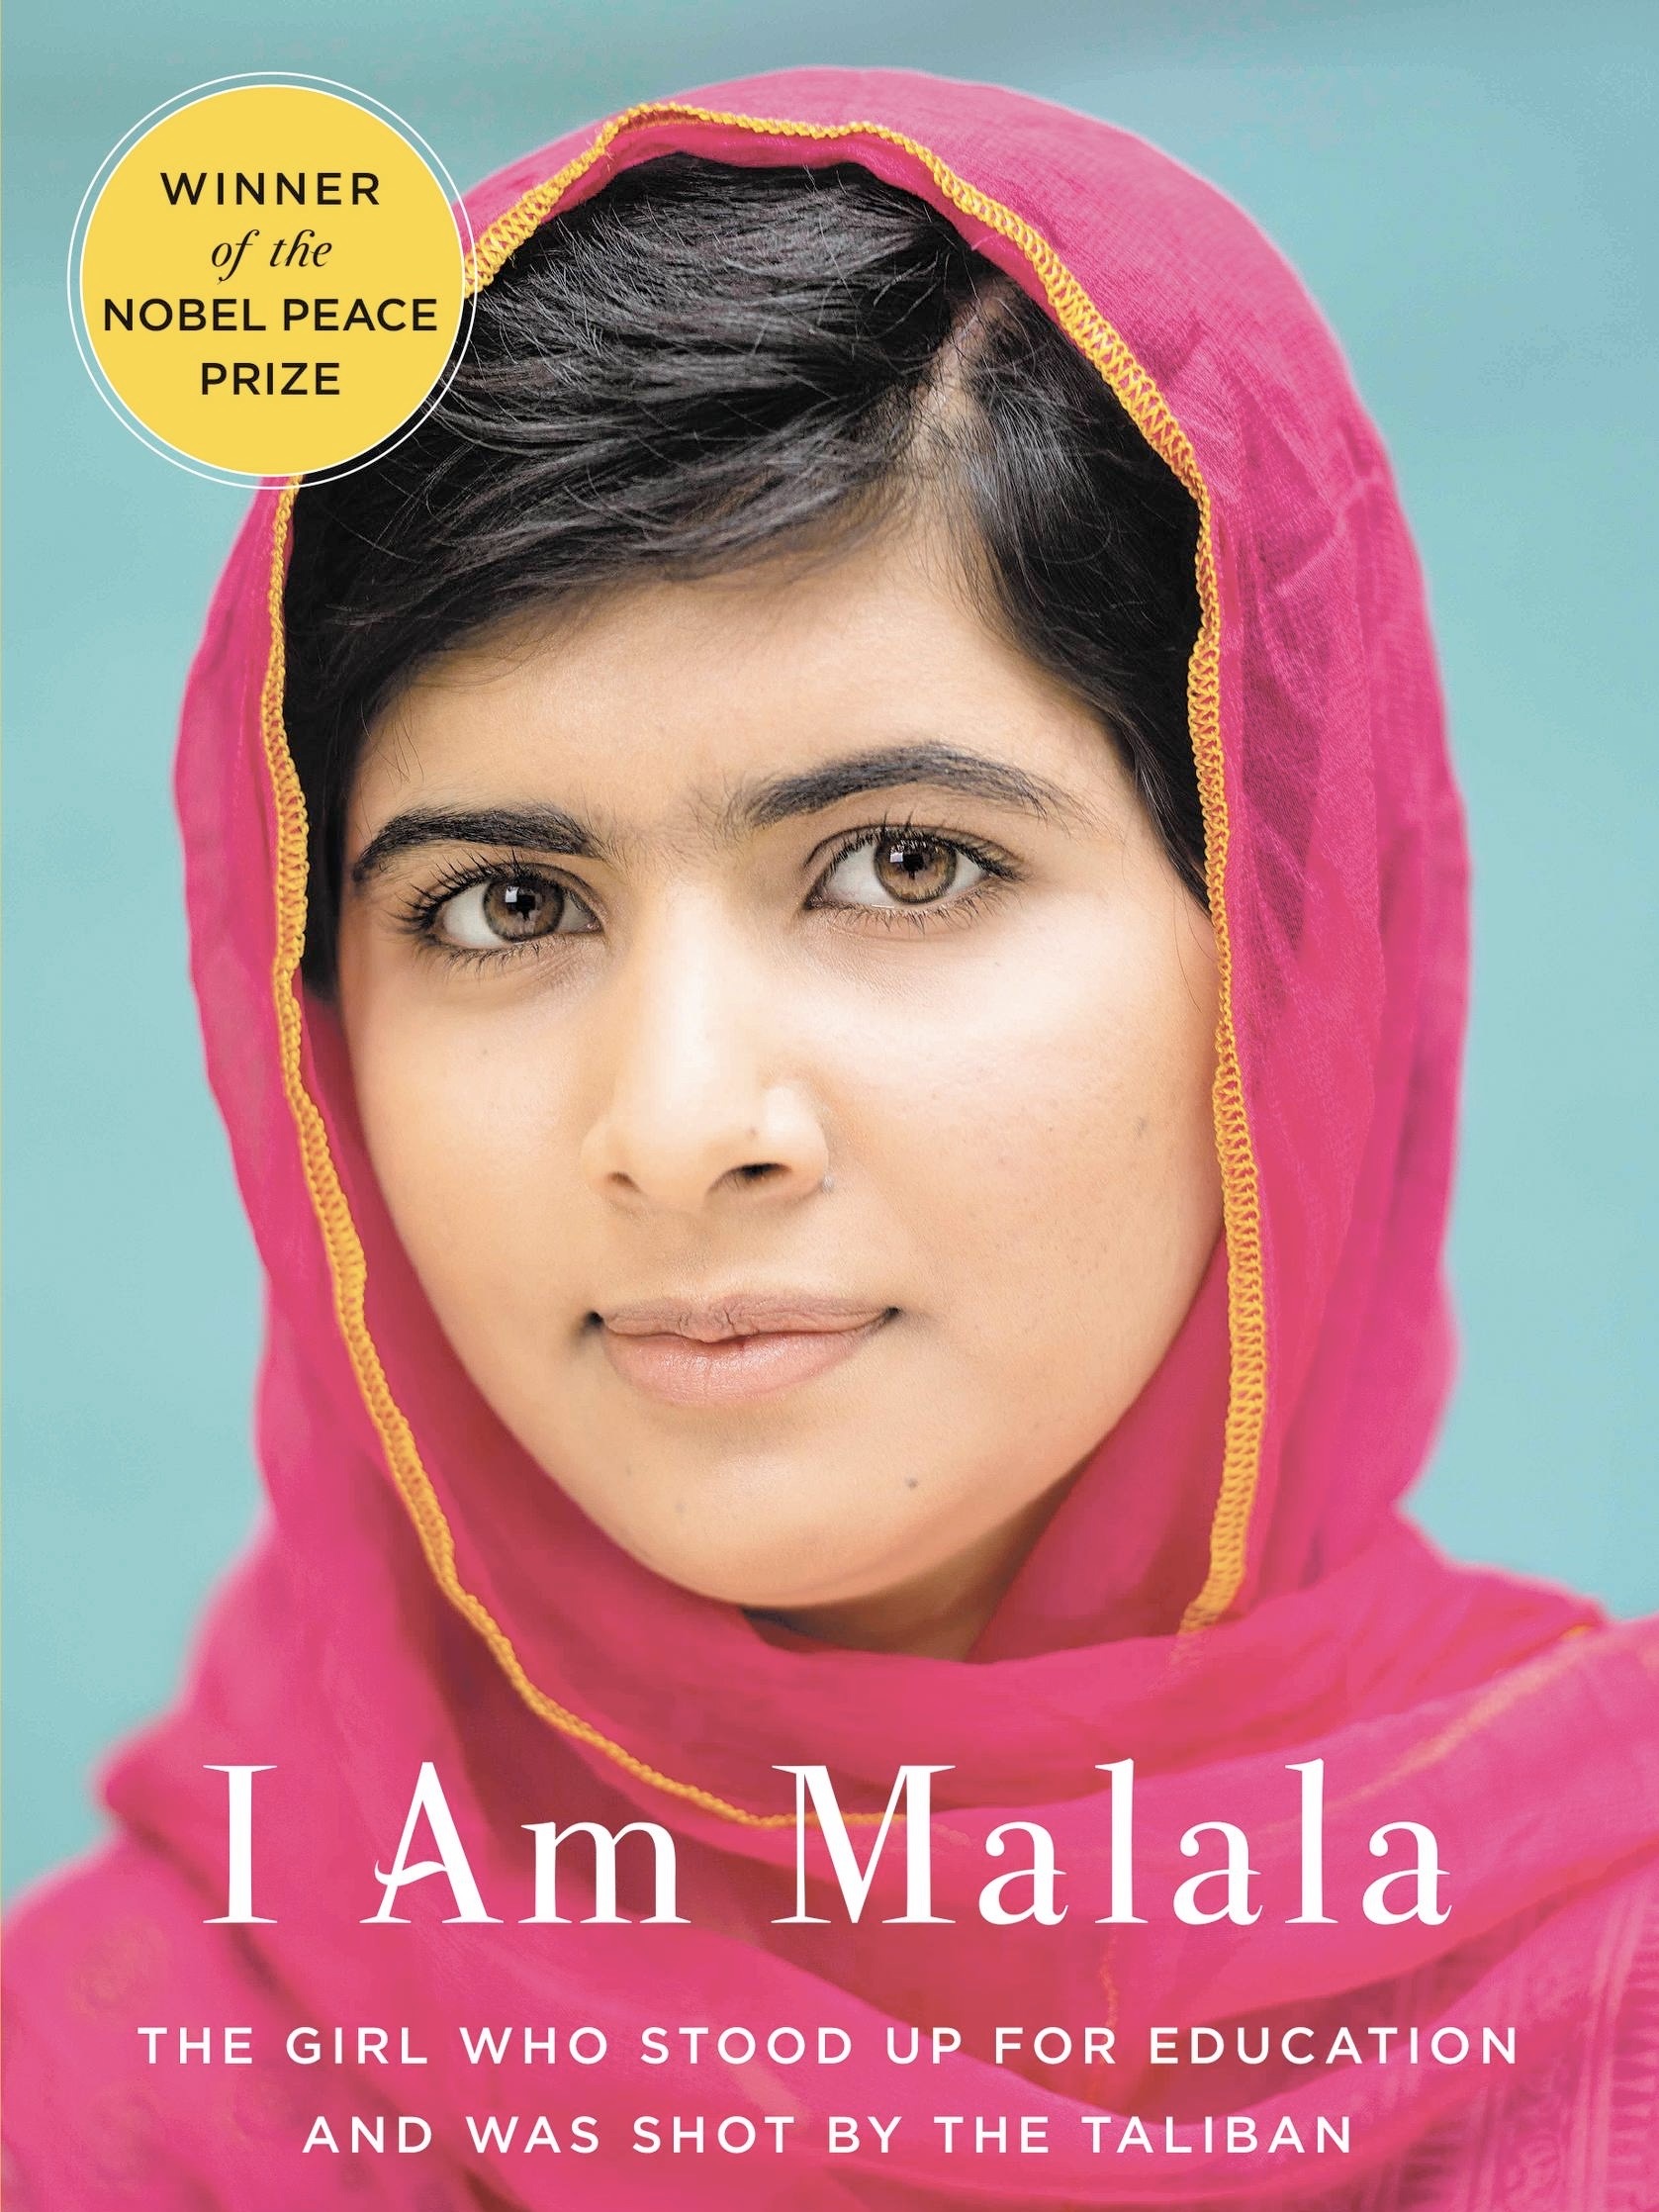 WINNER
of the
NOBEL PEACE
PRIZE
I Am Malala
THE GIRL WHO STOOD UP FOR EDUCATION
AND WAS SHOT BY THE TALIBAN